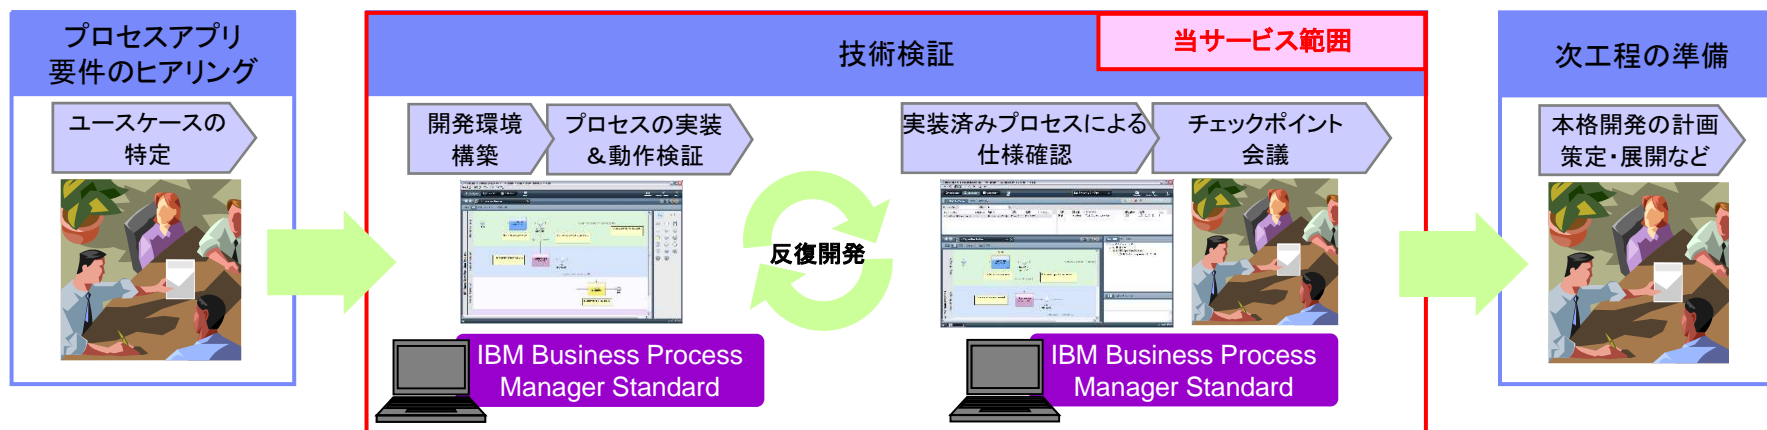 プロセスアプリ
要件のヒアリング
ユースケースの
特定
技術検証
当サービス範囲
開発環境
構築
プロセスの実装
＆動作検証
反復開発
実装済みプロセスによる
仕様確認
チェックポイント
会議
IBM Business Process
Manager Standard
IBM Business Process
Manager Standard
次工程の準備
本格開発の計画
策定・展開など